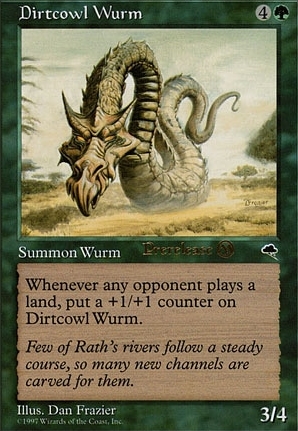 Dirtcowl Wurm 4
Summon Wurm Prerelease
Whenever any opponent plays a
land, put a +1/+1 counter on
Dirtcowl Wurm.
Few of Rath's rivers follow a steady
course, so many new channels are
carved for them.
Illus. Dan Frazier
©1997 Wizards of the Coast, Inc.
3/4